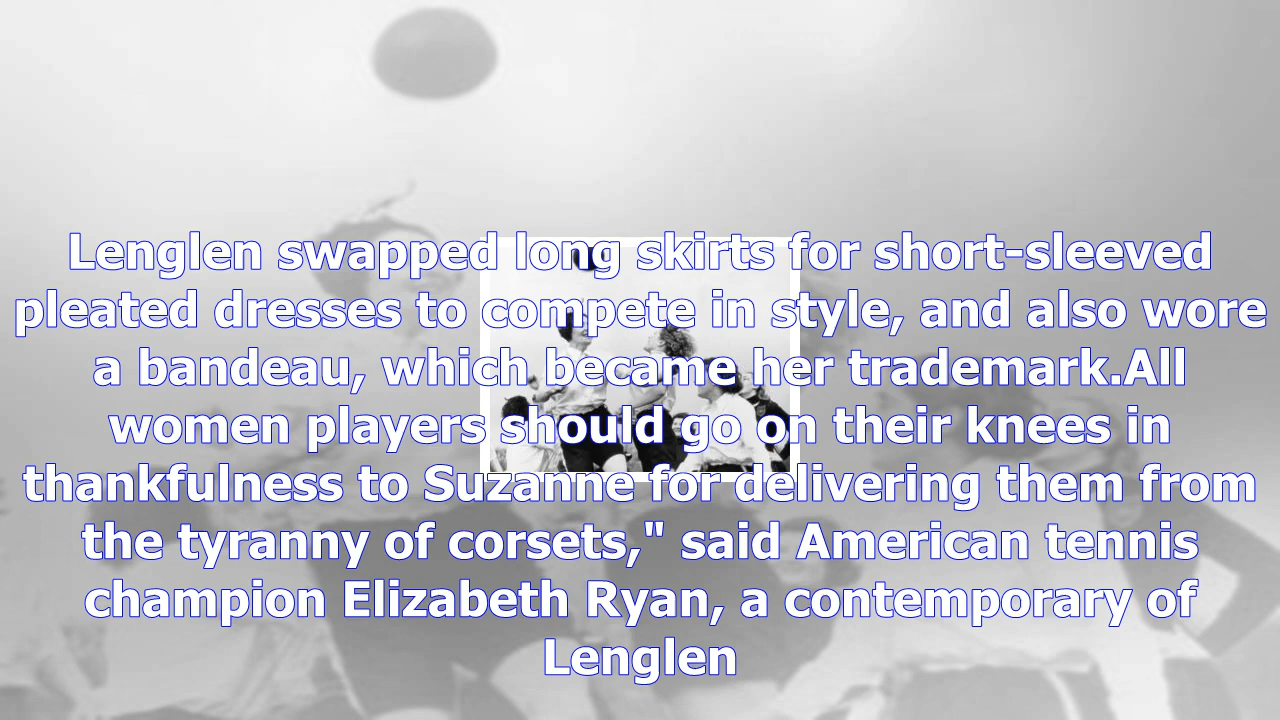 Lenglen swapped long skirts for short-sleeved
pleated dresses to compete in style, and also wore
a bandeau, which became her trademark.All
women players should go on their knees in
thankfulness to Suzanne for delivering them from
the tyranny of corsets," said American tennis
champion Elizabeth Ryan, a contemporary of
Lenglen